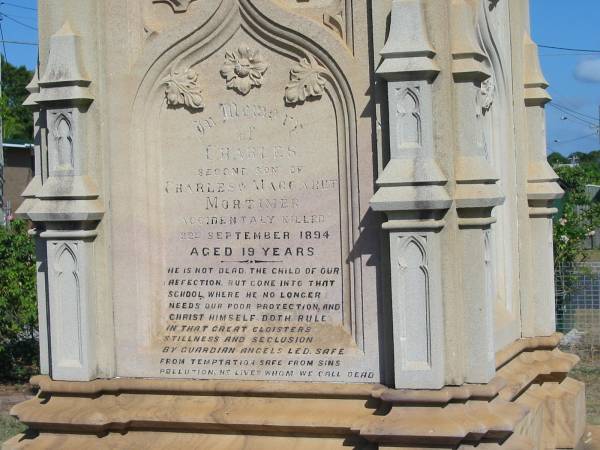 In Memory
of
CHARLES
SECOND SON OF
CHARLES & MARGARET
MORTIMER
ACCIDENTALY KILLED
22D SEPTEMBER 1894
AGED 19 YEARS
HE IS NOT DEAD, THE CHILD OF OUR
AFFECTION, BUT GONE INTO THAT
SCHOOL, WHERE HE NO LONGER
NEEDS OUR POOR PROTECTION, AND
CHRIST HIMSELF DOTH RULE
IN THAT GREAT CLOISTERS
STILLNESS AND SECLUSION
BY GUARDIAN ANGELS LED, SAFE
FROM TEMPTATION, SAFE FROM SINS
POLLUTION, HE LIVES WHOM WE CALL DEAD